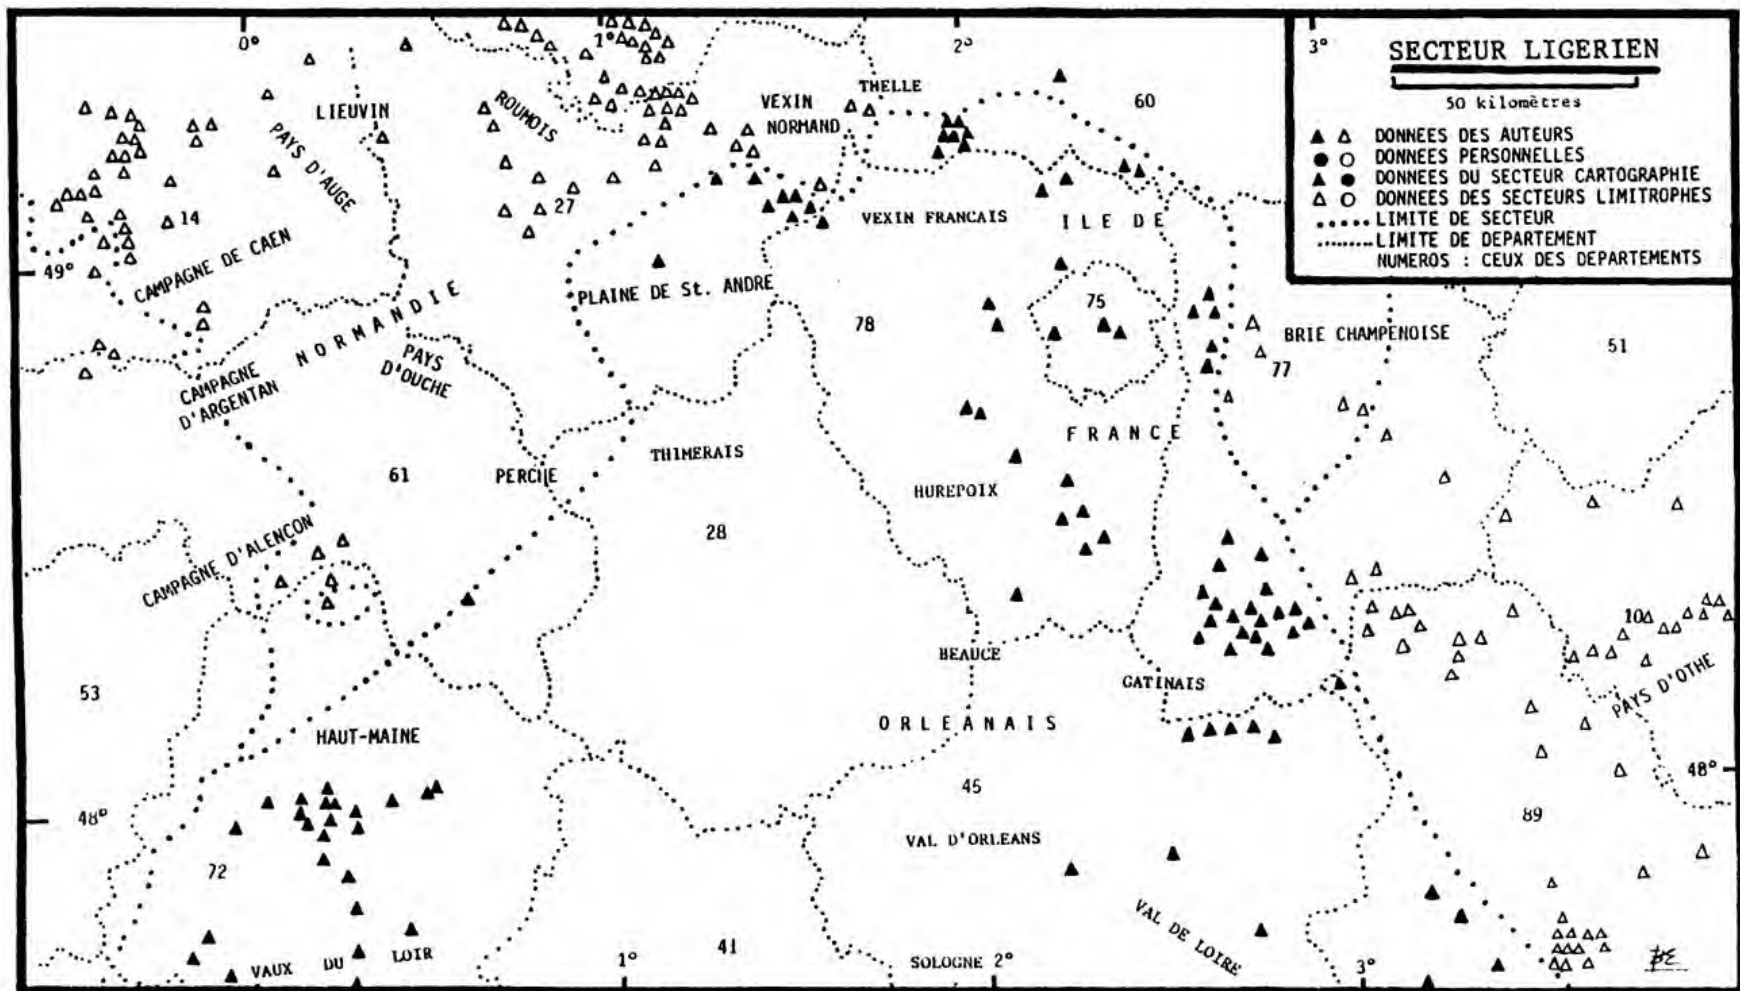 0°
1°
2°
3°
SECTEUR LIGERIEN
50 kilomètres
DONNEES DES AUTEURS
DONNEES PERSONNELLES
DONNEES DU SECTEUR CARTOGRAPHIE
DONNEES DES SECTEURS LIMITROPHES
LIMITE DE SECTEUR
LIMITE DE DEPARTEMENT
NUMEROS : CEUX DES DEPARTEMENTS
THELLE
60
LIEUVIN
ROUMOIS
VEXIN
NORMAND
PAYS D'AUGE
14
27
VEXIN FRANCAIS
ILE DE
CAMPAGNE DE CAEN
49°
PLAINE DE St. ANDRE
75
NORMANDIE
78
BRIE CHAMPENOISE
51
PAYS
D'OUCHE
77
CAMPAGNE
D'ARGENTAN
FRANCE
THIMERAIS
61
PERCHE
HUREPOIX
28
CAMPAGNE D'ALENCON
10
BEAUCE
53
GATINAIS
PAYS D'OTHE
ORLEANAIS
HAUT-MAINE
48°
45
48°
89
VAL D'ORLEANS
72
VAL DE LOIRE
41
VAUX DU LOIR
1°
SOLOGNE 2°
3°